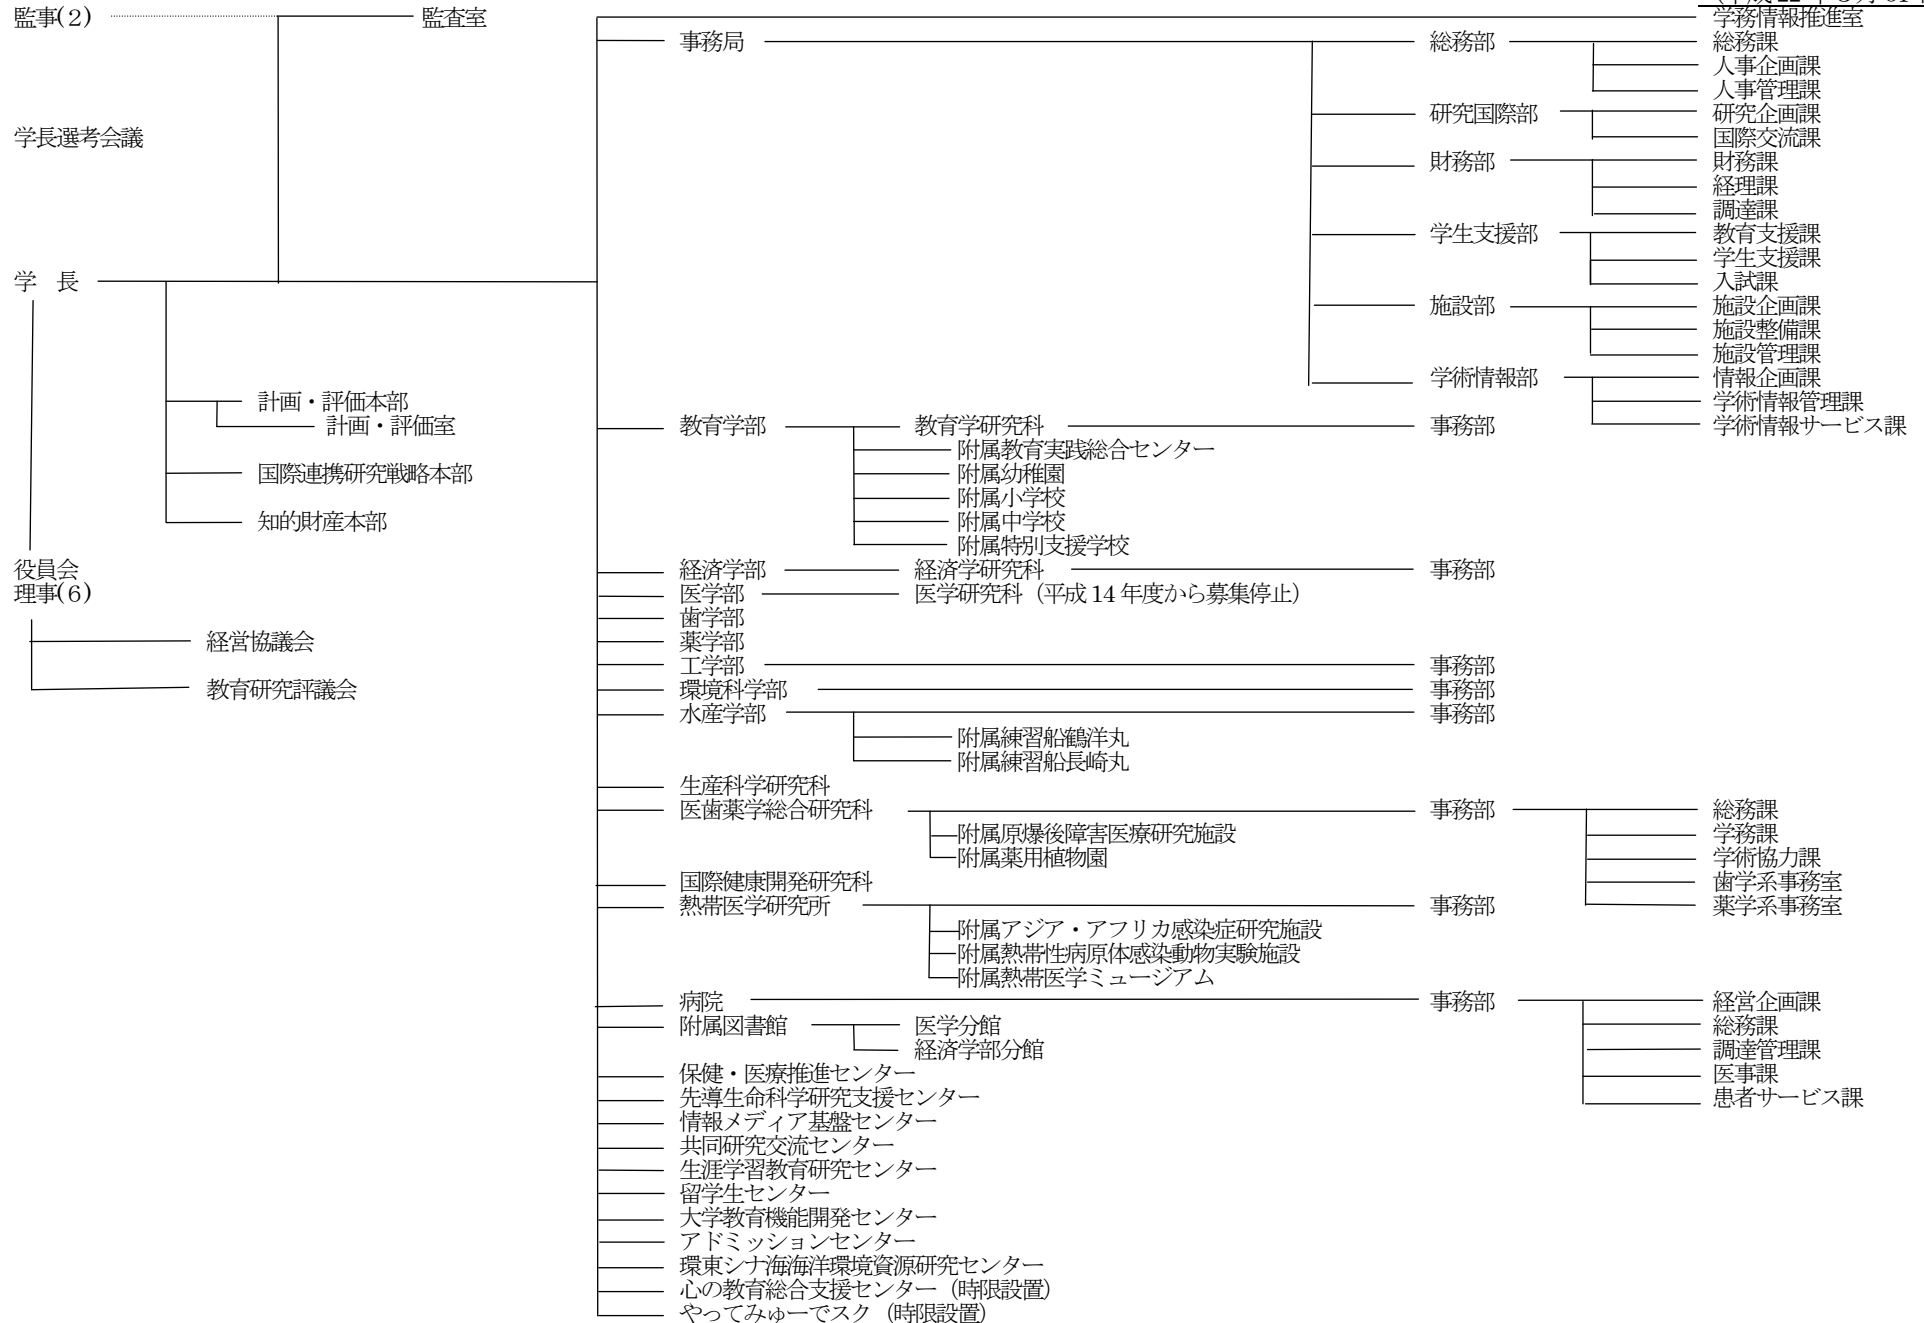 監事(2) 監査室 学務情報推進室
事務局 総務部 総務課
人事企画課
人事管理課
研究国際部 研究企画課
学長選考会議 国際交流課
財務部 財務課
経理課
調達課
学生支援部 教育支援課
学生支援課
学　長 入試課
施設部 施設企画課
施設整備課
施設管理課
学術情報部 情報企画課
計画・評価本部 学術情報管理課
計画・評価室 教育学部 教育学研究科 事務部 学術情報サービス課
附属教育実践総合センター
国際連携研究戦略本部 附属幼稚園
附属小学校
知的財産本部 附属中学校
附属特別支援学校
役員会 経済学部 経済学研究科 事務部
理事(6) 医学部 医学研究科（平成14年度から募集停止）
歯学部
経営協議会 薬学部
工学部 事務部
教育研究評議会 環境科学部 事務部
水産学部 事務部
附属練習船鶴洋丸
附属練習船長崎丸
生産科学研究科
医歯薬学総合研究科 事務部 総務課
附属原爆後障害医療研究施設 学務課
附属薬用植物園 学術協力課
国際健康開発研究科 歯学系事務室
熱帯医学研究所 事務部 薬学系事務室
附属アジア・アフリカ感染症研究施設
附属熱帯性病原体感染動物実験施設
附属熱帯医学ミュージアム
病院 事務部 経営企画課
附属図書館 医学分館 総務課
経済学部分館 調達管理課
保健・医療推進センター 医事課
先導生命科学研究支援センター 患者サービス課
情報メディア基盤センター
共同研究交流センター
生涯学習教育研究センター
留学生センター
大学教育機能開発センター
アドミッションセンター
環東シナ海海洋環境資源研究センター
心の教育総合支援センター（時限設置）
やってみゅーでスク（時限設置）